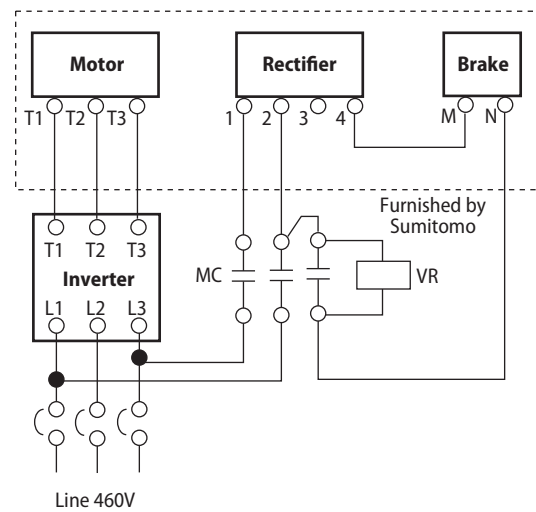 Motor Rectifier Brake
T1 T2 T3 1 2 3 4 M N
Furnished by
Sumitomo
T1 T2 T3
Inverter
MC VR
L1 L2 L3
Line 460V